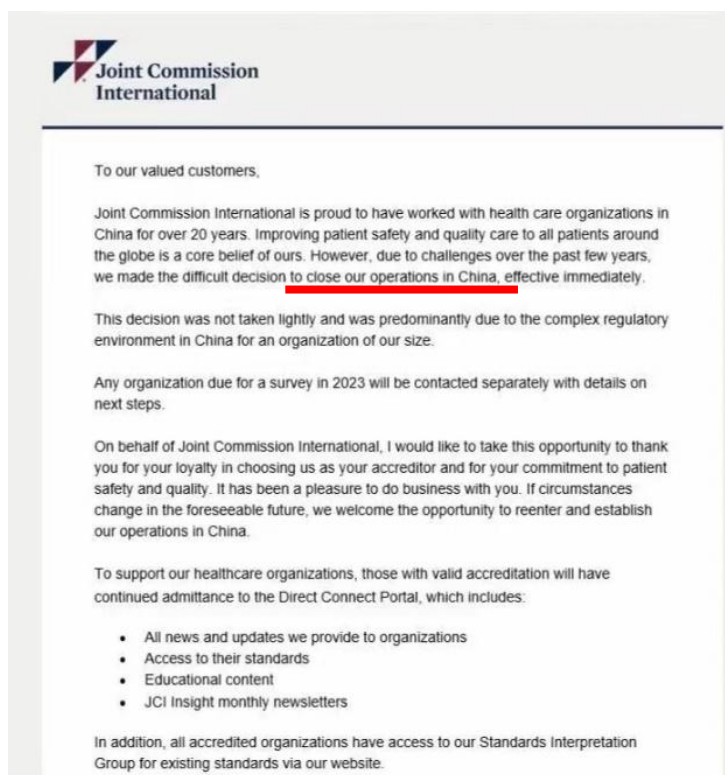 Joint Commission
International
To our valued customers,
Joint Commission International is proud to have worked with health care organizations in
China for over 20 years. Improving patient safety and quality care to all patients around
the globe is a core belief of ours. However, due to challenges over the past few years,
we made the difficult decision to close our operations in China, effective immediately.
This decision was not taken lightly and was predominantly due to the complex regulatory
environment in China for an organization of our size.
Any organization due for a survey in 2023 will be contacted separately with details on
next steps.
On behalf of Joint Commission International, I would like to take this opportunity to thank
you for your loyalty in choosing us as your accreditor and for your commitment to patient
safety and quality. It has been a pleasure to do business with you. If circumstances
change in the foreseeable future, we welcome the opportunity to reenter and establish
our operations in China.
To support our healthcare organizations, those with valid accreditation will have
continued admittance to the Direct Connect Portal, which includes:
• All news and updates we provide to organizations
• Access to their standards
• Educational content
• JCI Insight monthly newsletters
In addition, all accredited organizations have access to our Standards Interpretation
Group for existing standards via our website.